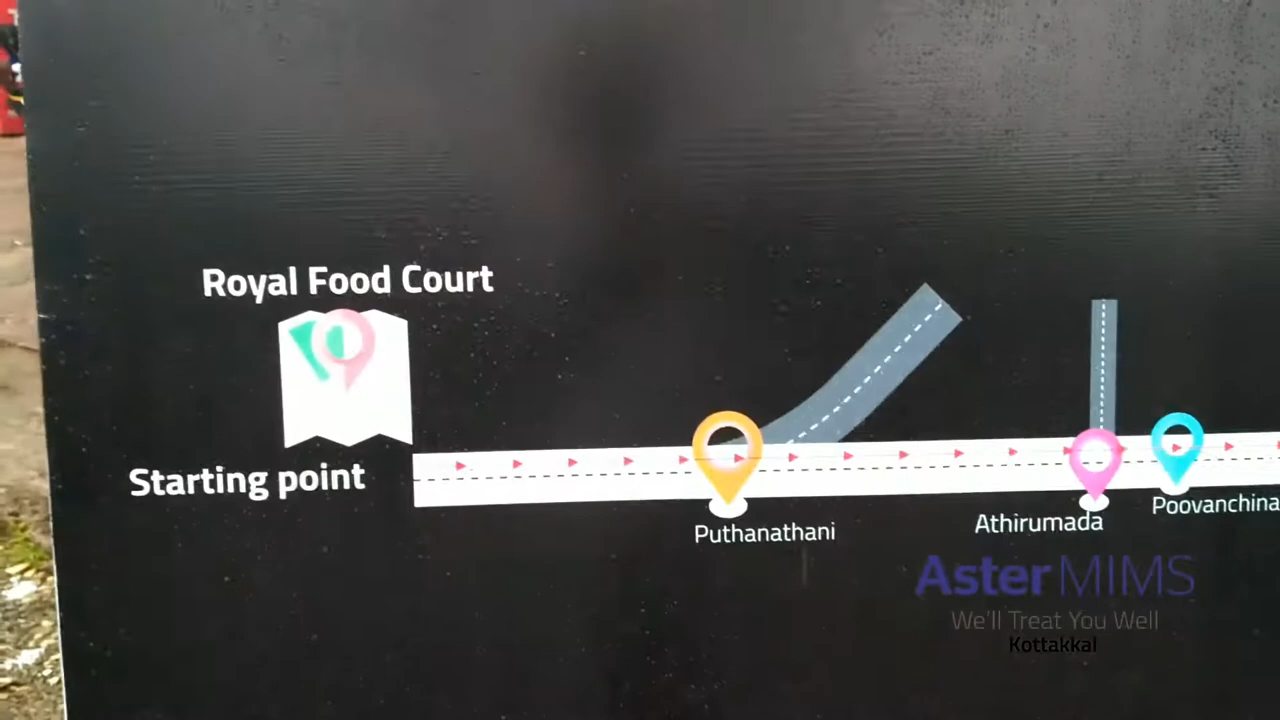 Royal Food Court
Starting point
Puthanathani
Athirumada
Poovanchina
Aster MIMS
We'll Treat You Well
Kottakkal